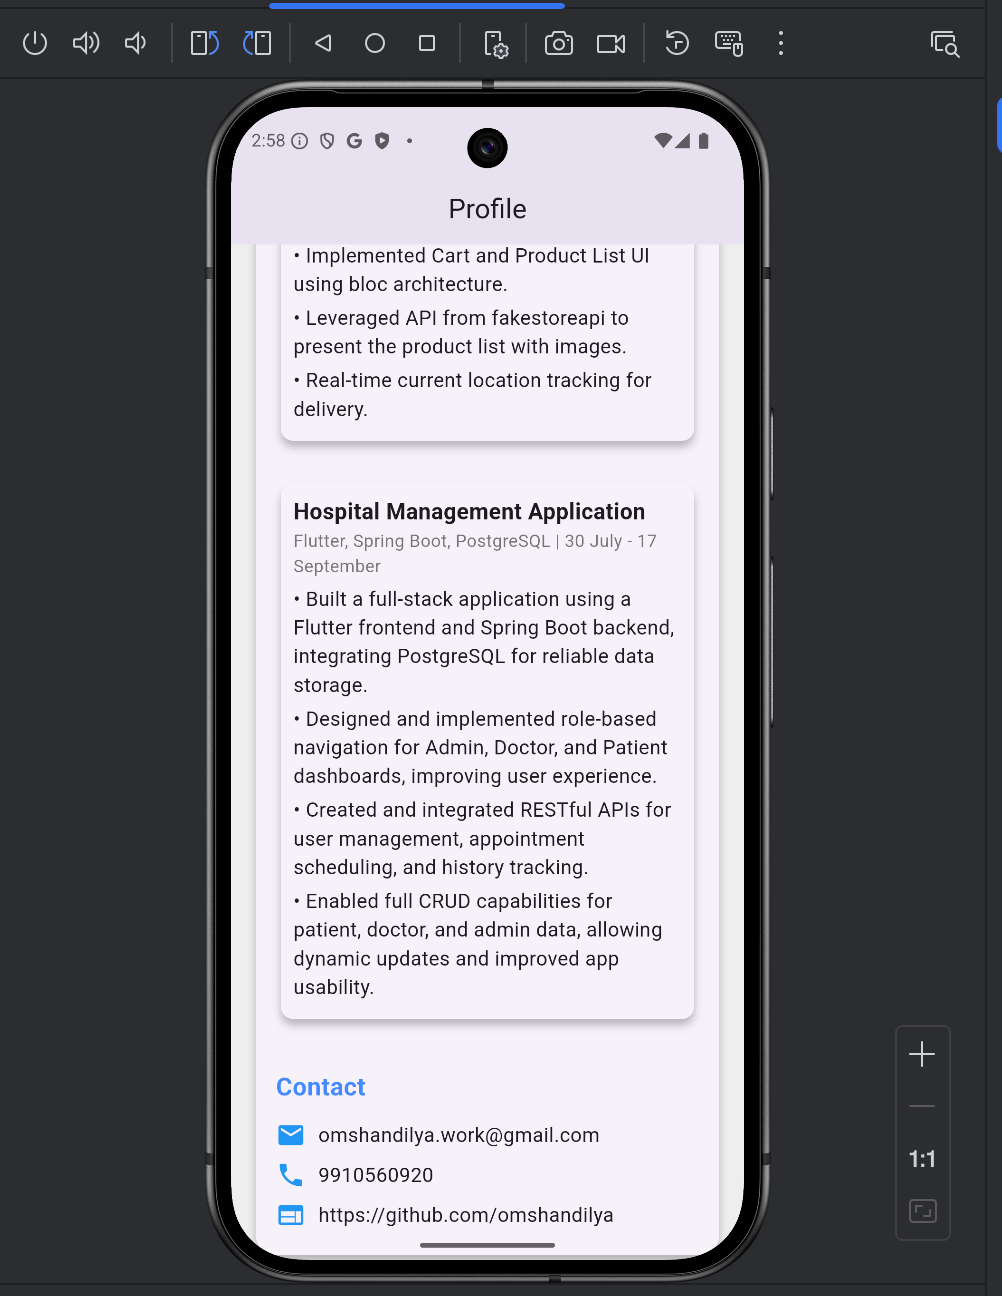 2:58
Profile
• Implemented Cart and Product List UI
using bloc architecture.
• Leveraged API from fakestoreapi to
present the product list with images.
• Real-time current location tracking for
delivery.
Hospital Management Application
Flutter, Spring Boot, PostgreSQL | 30 July - 17
September
• Built a full-stack application using a
Flutter frontend and Spring Boot backend,
integrating PostgreSQL for reliable data
storage.
• Designed and implemented role-based
navigation for Admin, Doctor, and Patient
dashboards, improving user experience.
• Created and integrated RESTful APIs for
user management, appointment
scheduling, and history tracking.
• Enabled full CRUD capabilities for
patient, doctor, and admin data, allowing
dynamic updates and improved app
usability.
Contact
omshandilya.work@gmail.com
9910560920
https://github.com/omshandilya
1:1